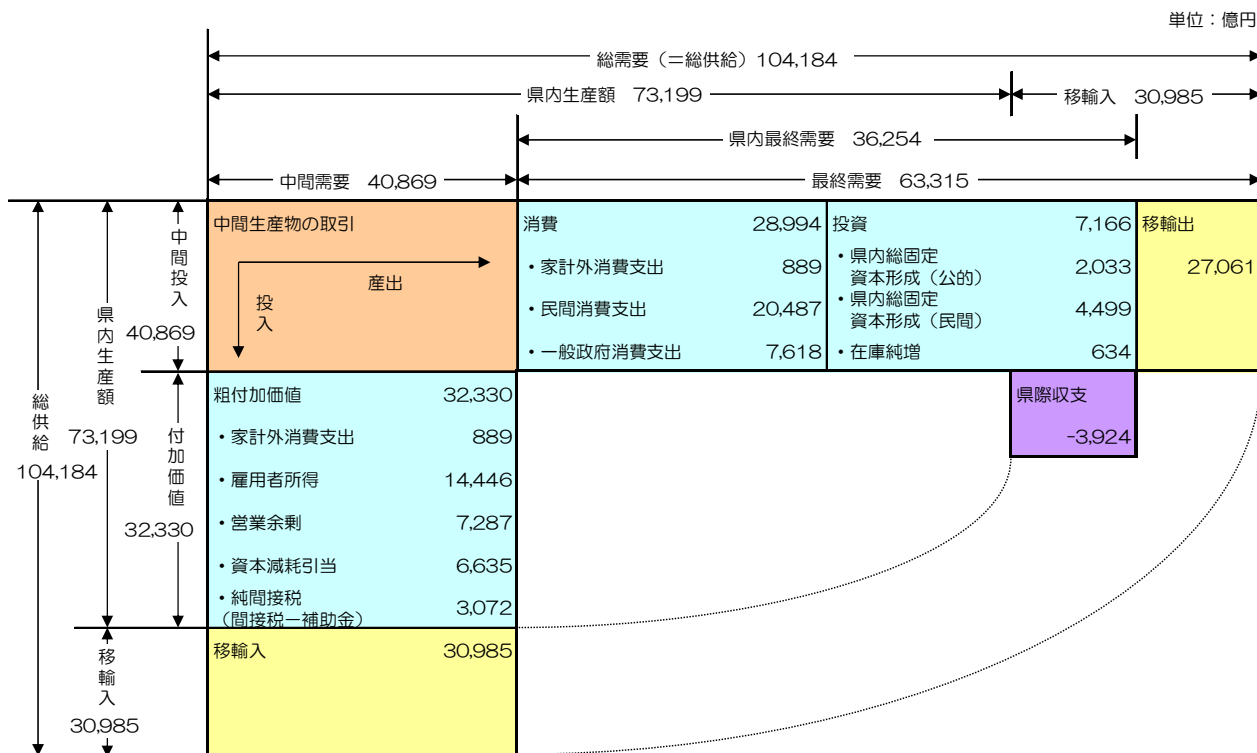 単位：億円
総需要（＝総供給）104,184
県内生産額 73,199
移輸入 30,985
県内最終需要 36,254
中間需要 40,869
最終需要 63,315
中間投入
40,869
県内生産額
73,199
総供給
104,184
付加価値
32,330
移輸入
30,985
中間生産物の取引
産出
投入
消費 28,994
・家計外消費支出 889
・民間消費支出 20,487
・一般政府消費支出 7,618
投資 7,166
・県内総固定
資本形成（公的） 2,033
・県内総固定
資本形成（民間） 4,499
・在庫純増 634
移輸出
27,061
粗付加価値 32,330
・家計外消費支出 889
・雇用者所得 14,446
・営業余剰 7,287
・資本減耗引当 6,635
・純間接税
（間接税－補助金） 3,072
県際収支
-3,924
移輸入 30,985